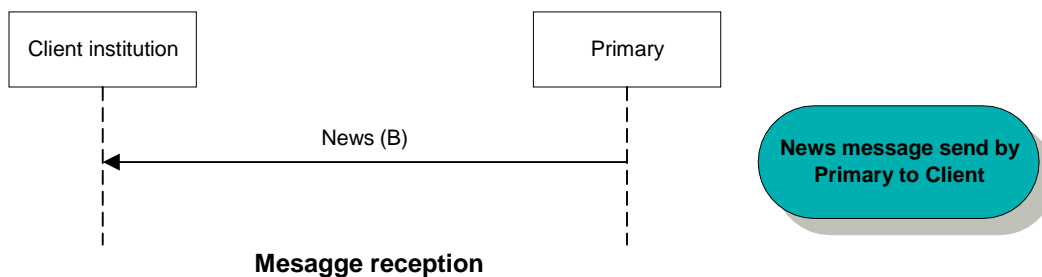 Client institution
Primary
News (B)
News message send by
Primary to Client
Mesagge reception